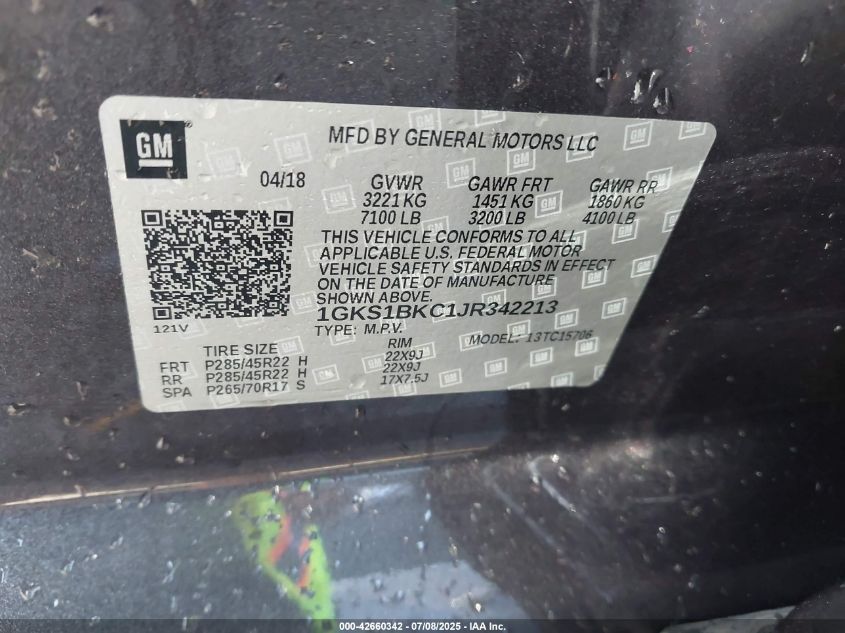 GM
MFD BY GENERAL MOTORS LLC
04/18 GVWR GAWR FRT GAWR RR
3221 KG 1451 KG 1860 KG
7100 LB 3200 LB 4100 LB
THIS VEHICLE CONFORMS TO ALL
APPLICABLE U.S. FEDERAL MOTOR
VEHICLE SAFETY STANDARDS IN EFFECT
ON THE DATE OF MANUFACTURE
SHOWN ABOVE.
1GKS1BKC1JR342213
121V TYPE: M.P.V. MODEL: 13TC15706
TIRE SIZE RIM
FRT P285/45R22 H 22X9J
RR P285/45R22 H 22X9J
SPA P265/70R17 S 17X7.5J
000-42660342 - 07/08/2025 - IAA Inc.